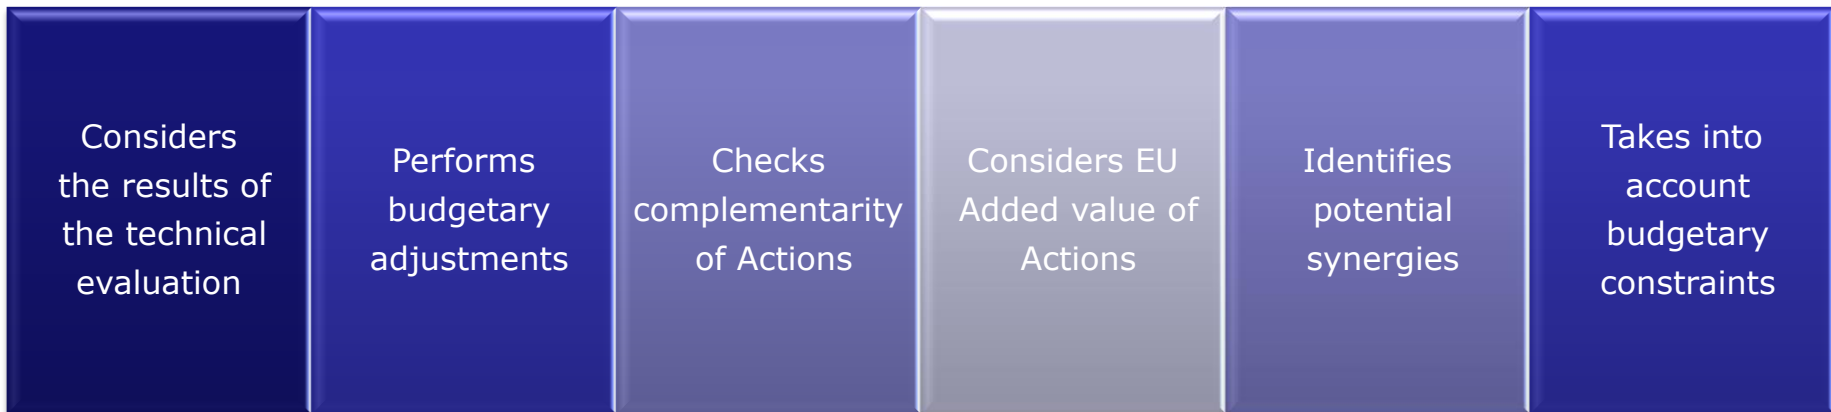 Considers
the results of
the technical
evaluation
Performs
budgetary
adjustments
Checks
complementarity
of Actions
Considers EU
Added value of
Actions
Identifies
potential
synergies
Takes into
account
budgetary
constraints